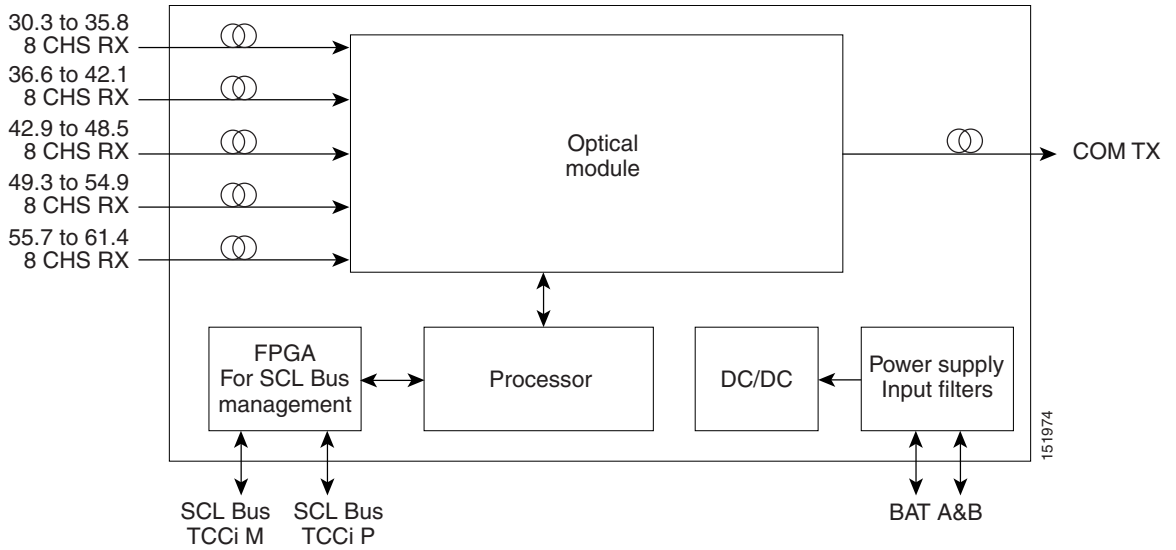 30.3 to 35.8
8 CHS RX
36.6 to 42.1
8 CHS RX
42.9 to 48.5
8 CHS RX
49.3 to 54.9
8 CHS RX
55.7 to 61.4
8 CHS RX
Optical
module
COM TX
FPGA
For SCL Bus
management
Processor
DC/DC
Power supply
Input filters
151974
SCL Bus
TCCi M
SCL Bus
TCCi P
BAT A&B